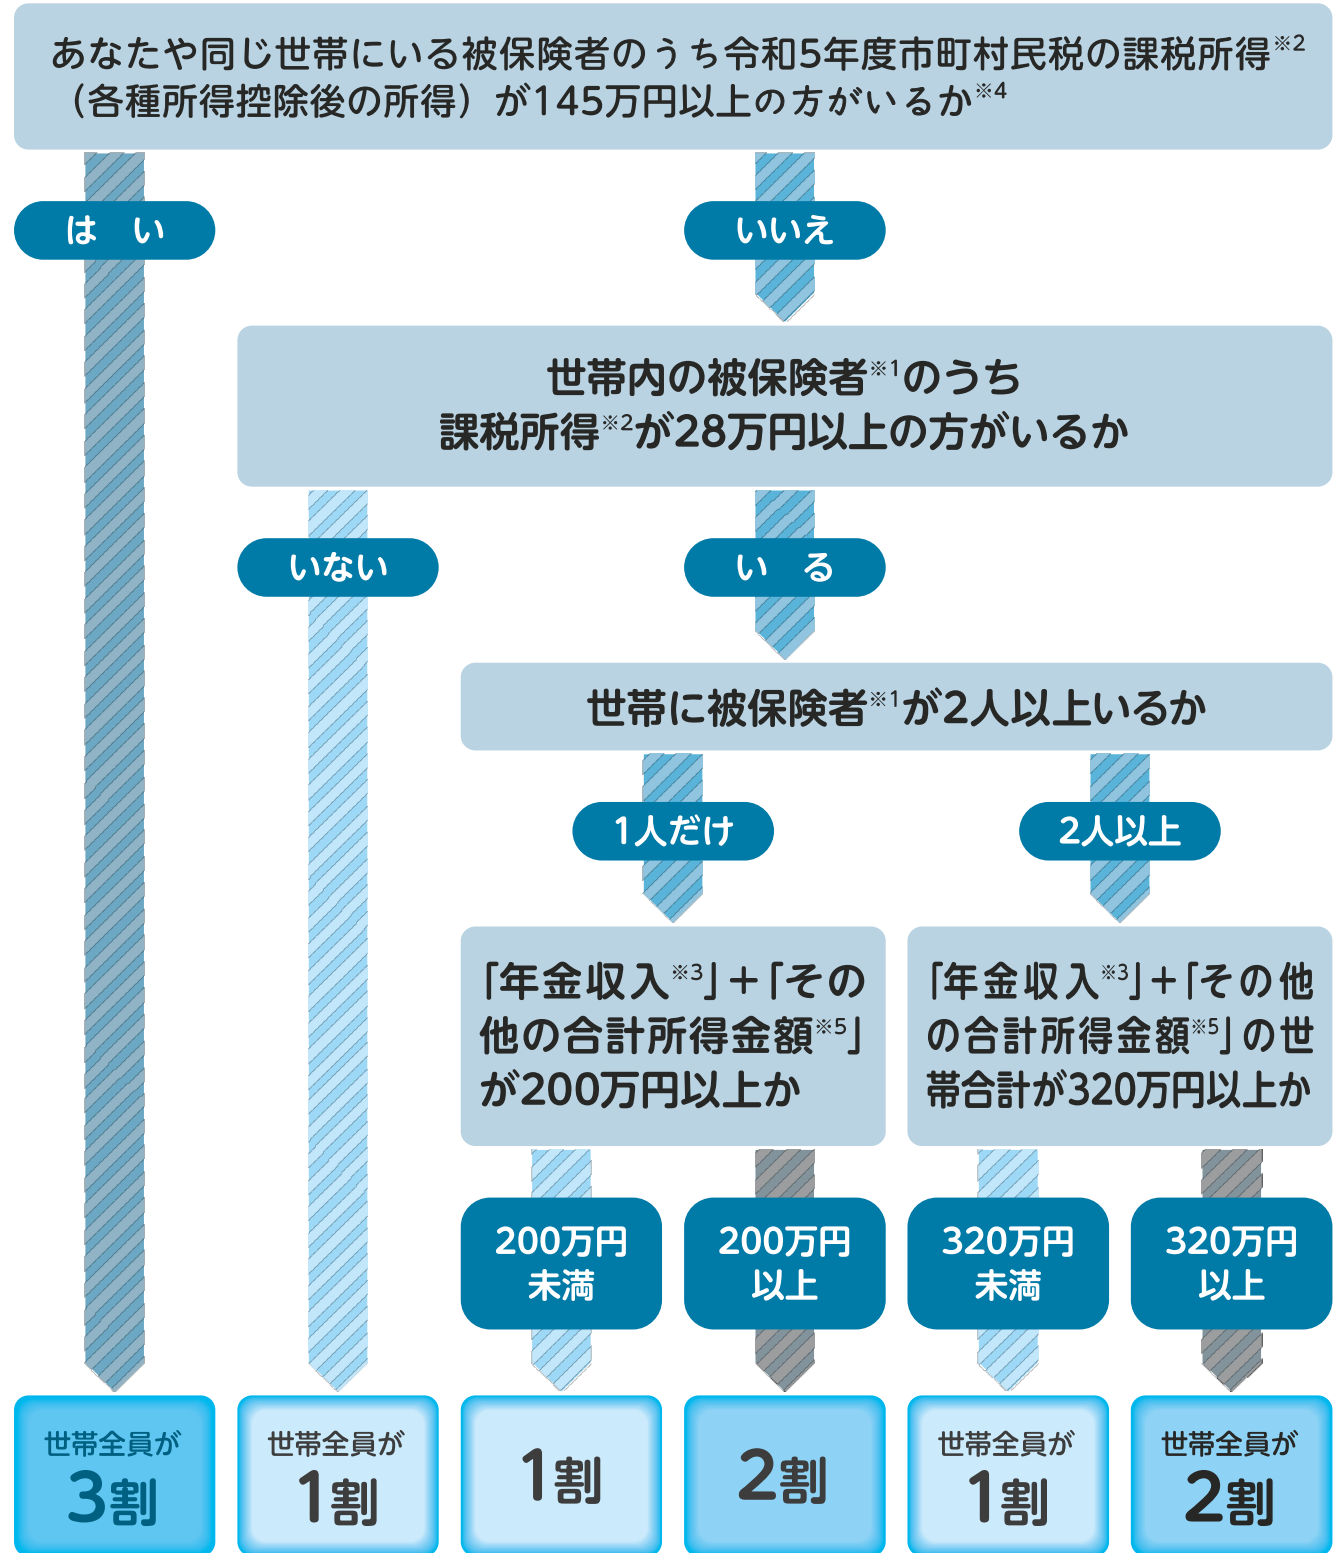 あなたや同じ世帯にいる被保険者のうち令和5年度市町村民税の課税所得※2
（各種所得控除後の所得）が145万円以上の方がいるか※4
は　い
いいえ
世帯内の被保険者※1のうち
課税所得※2が28万円以上の方がいるか
いない
い　る
世帯に被保険者※1が2人以上いるか
1人だけ
2人以上
「年金収入※3」＋「その
他の合計所得金額※5」
が200万円以上か
「年金収入※3」＋「その他
の合計所得金額※5」の世
帯合計が320万円以上か
200万円
未満
200万円
以上
320万円
未満
320万円
以上
世帯全員が
3割
世帯全員が
1割
1割
2割
世帯全員が
1割
世帯全員が
2割